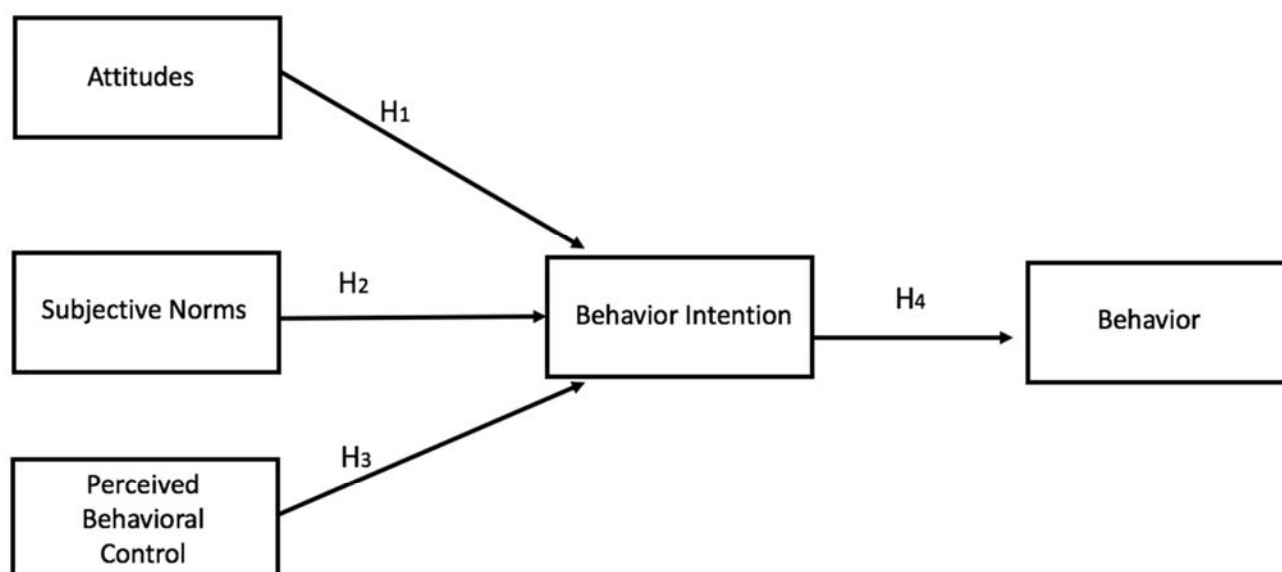 Attitudes
H1
Subjective Norms
H2
Behavior Intention
H4
Behavior
H3
Perceived
Behavioral
Control